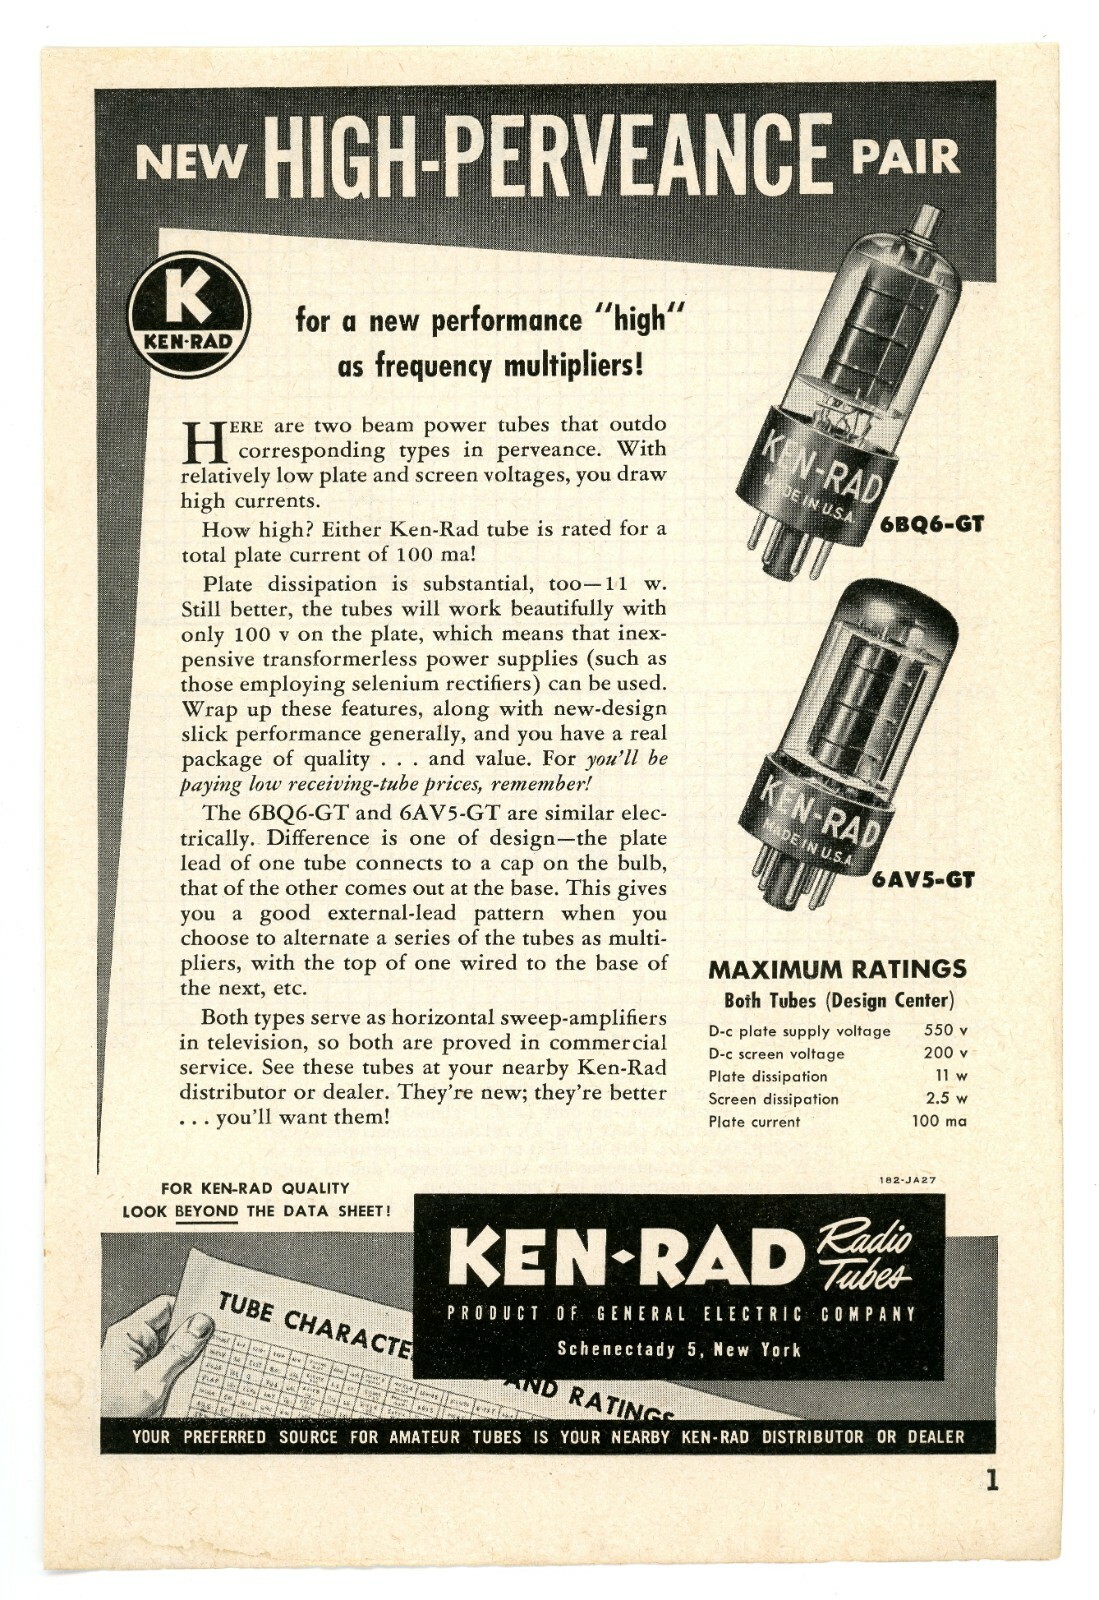 NEW HIGH-PERVEANCE PAIR
K
KEN-RAD
for a new performance "high"
as frequency multipliers!
HERE are two beam power tubes that outdo
corresponding types in perveance. With
relatively low plate and screen voltages, you draw
high currents.
How high? Either Ken-Rad tube is rated for a
total plate current of 100 ma!
Plate dissipation is substantial, too—11 w.
Still better, the tubes will work beautifully with
only 100 v on the plate, which means that inex-
pensive transformerless power supplies (such as
those employing selenium rectifiers) can be used.
Wrap up these features, along with new-design
slick performance generally, and you have a real
package of quality . . . and value. For you'll be
paying low receiving-tube prices, remember!
The 6BQ6-GT and 6AV5-GT are similar elec-
trically. Difference is one of design—the plate
lead of one tube connects to a cap on the bulb,
that of the other comes out at the base. This gives
you a good external-lead pattern when you
choose to alternate a series of the tubes as multi-
pliers, with the top of one wired to the base of
the next, etc.
Both types serve as horizontal sweep-amplifiers
in television, so both are proved in commercial
service. See these tubes at your nearby Ken-Rad
distributor or dealer. They're new; they're better
. . . you'll want them!
KEN-RAD
MADE IN U.S.A.
6BQ6-GT
KEN-RAD
MADE IN U.S.A.
6AV5-GT
MAXIMUM RATINGS
Both Tubes (Design Center)
D-c plate supply voltage 550 v
D-c screen voltage 200 v
Plate dissipation 11 w
Screen dissipation 2.5 w
Plate current 100 ma
182-JA27
FOR KEN-RAD QUALITY
LOOK BEYOND THE DATA SHEET!
TUBE CHARACTE
AND RATINGS
KEN-RAD Radio Tubes
PRODUCT OF GENERAL ELECTRIC COMPANY
Schenectady 5, New York
YOUR PREFERRED SOURCE FOR AMATEUR TUBES IS YOUR NEARBY KEN-RAD DISTRIBUTOR OR DEALER
1